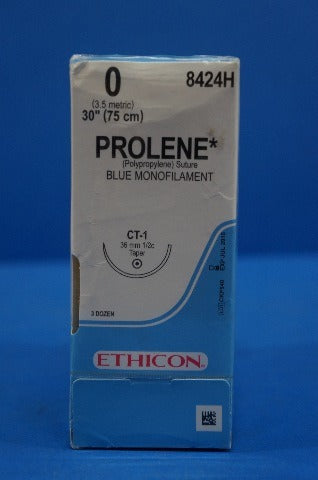 0
8424H
(3.5 metric)
30" (75 cm)
PROLENE*
(Polypropylene) Suture
BLUE MONOFILAMENT
CT-1
36 mm 1/2c
Taper
3 DOZEN
ETHICON